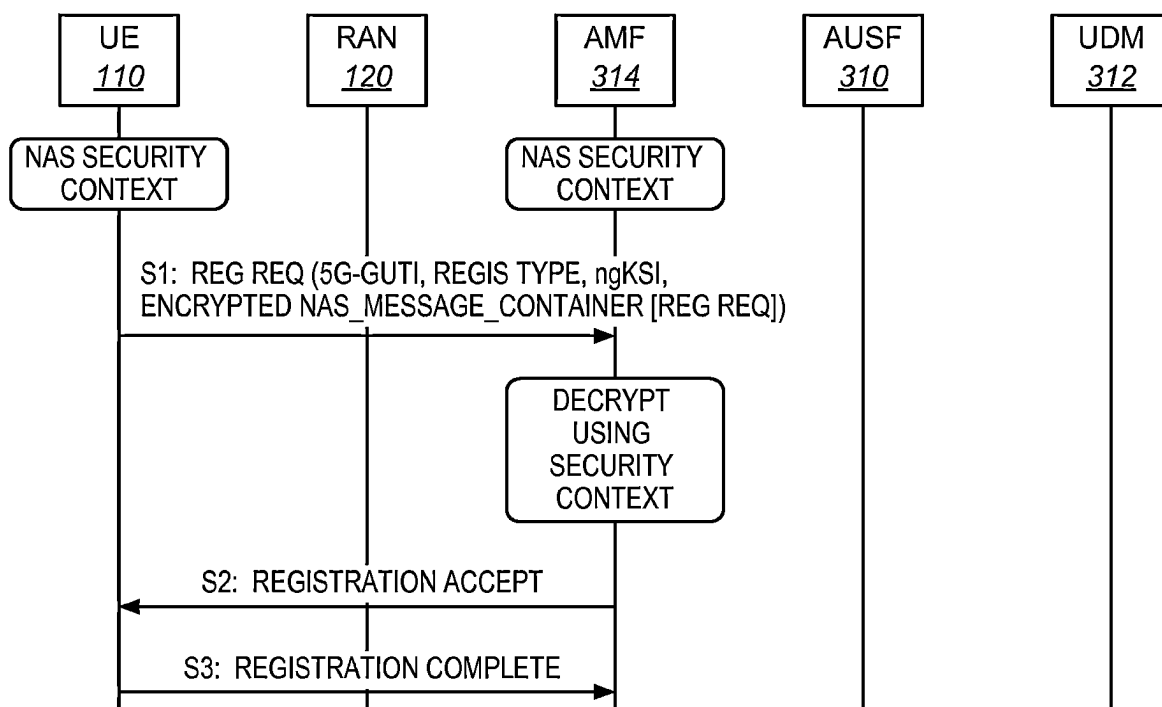 UE
110
RAN
120
AMF
314
AUSF
310
UDM
312
NAS SECURITY
CONTEXT
NAS SECURITY
CONTEXT
S1: REG REQ (5G-GUTI, REGIS TYPE, ngKSI,
ENCRYPTED NAS_MESSAGE_CONTAINER [REG REQ])
DECRYPT
USING
SECURITY
CONTEXT
S2: REGISTRATION ACCEPT
S3: REGISTRATION COMPLETE